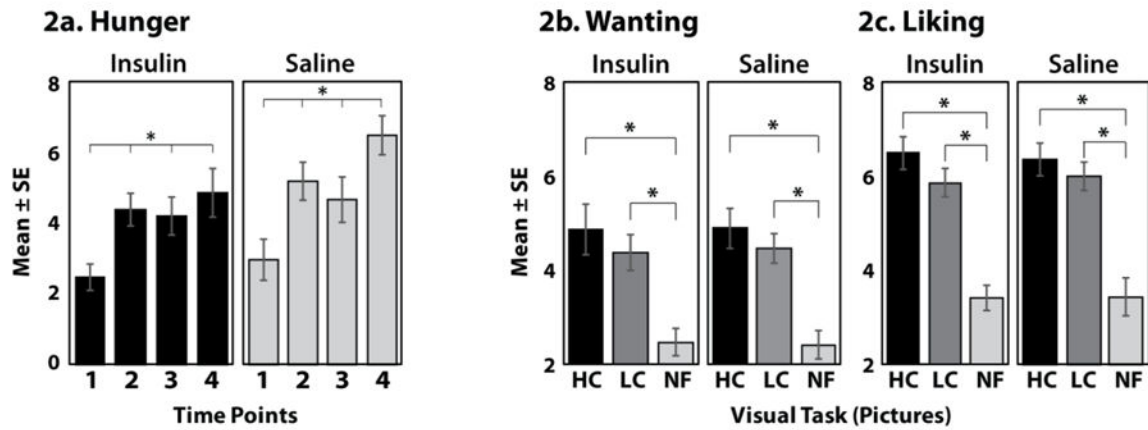 2a. Hunger
Insulin Saline
8
6
4
2
0
Mean ± SE
* *
1 2 3 4 1 2 3 4
Time Points
2b. Wanting
Insulin Saline
8
6
4
2
Mean ± SE
* * * *
HC LC NF HC LC NF
2c. Liking
Insulin Saline
8
6
4
2
* * * *
HC LC NF HC LC NF
Visual Task (Pictures)